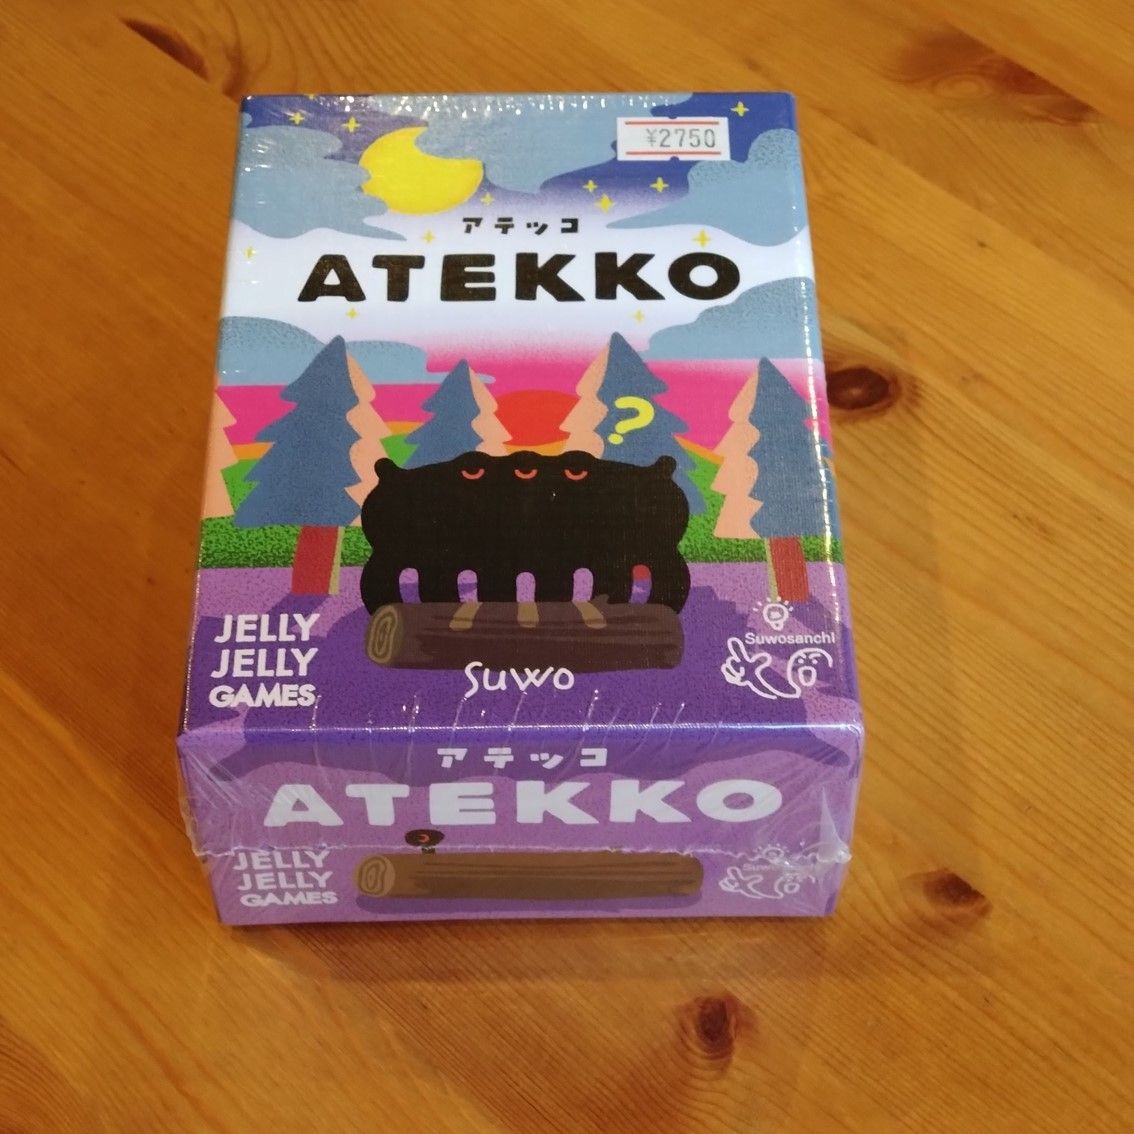 ¥2750
アテッコ
ATEKKO
?
JELLY
JELLY
GAMES
Suwo
Suwosanchi
アテッコ
ATEKKO
JELLY
JELLY
GAMES
Suwosanchi